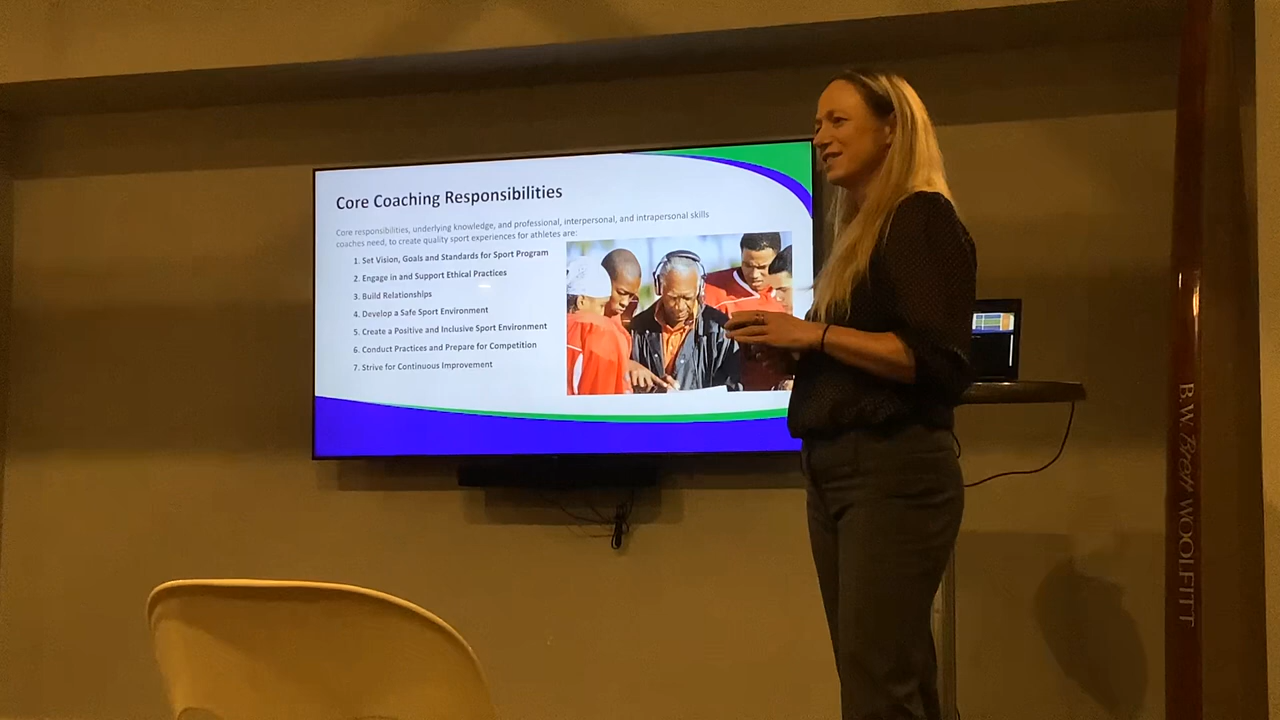 Core Coaching Responsibilities
Core responsibilities, underlying knowledge, and professional, interpersonal, and intrapersonal skills
coaches need, to create quality sport experiences for athletes are:
1. Set Vision, Goals and Standards for Sport Program
2. Engage in and Support Ethical Practices
3. Build Relationships
4. Develop a Safe Sport Environment
5. Create a Positive and Inclusive Sport Environment
6. Conduct Practices and Prepare for Competition
7. Strive for Continuous Improvement
B.W. Brett WOOLFITT